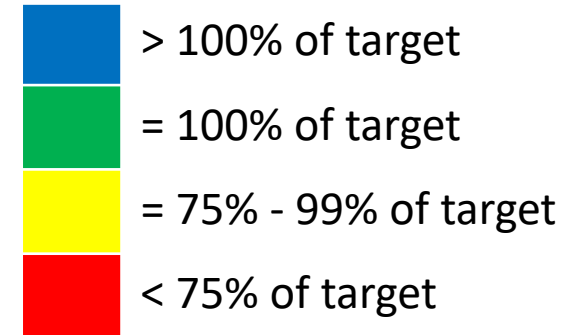 > 100% of target
= 100% of target
= 75% - 99% of target
< 75% of target